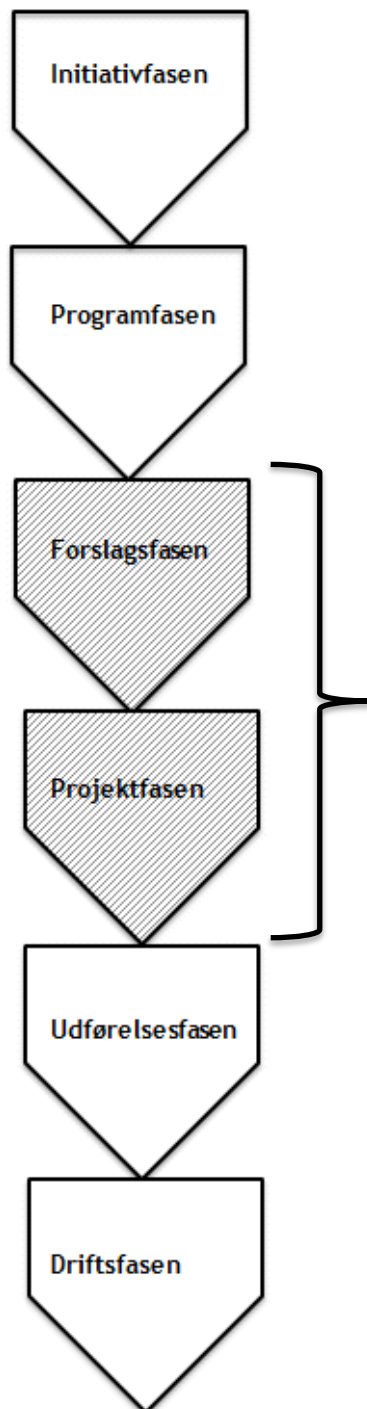 Initiativfasen
Programfasen
Forslagsfasen
Projektfasen
Udførelsesfasen
Driftsfasen